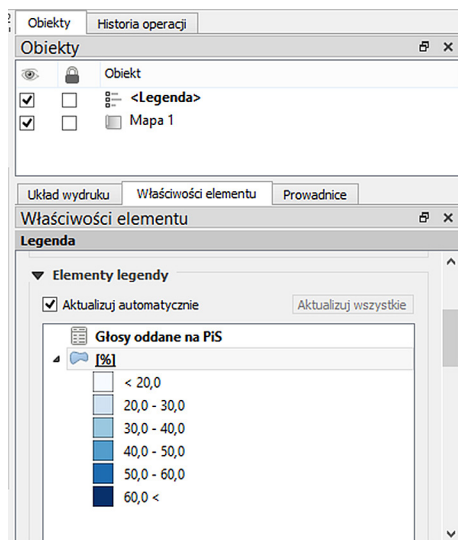 Obiekty Historia operacji
Obiekty
Obiekt
<Legenda>
Mapa 1
Układ wydruku Właściwości elementu Prowadnice
Właściwości elementu
Legenda
Elementy legendy
Aktualizuj automatycznie Aktualizuj wszystkie
Głosy oddane na PiS
[%]
< 20,0
20,0 - 30,0
30,0 - 40,0
40,0 - 50,0
50,0 - 60,0
60,0 <